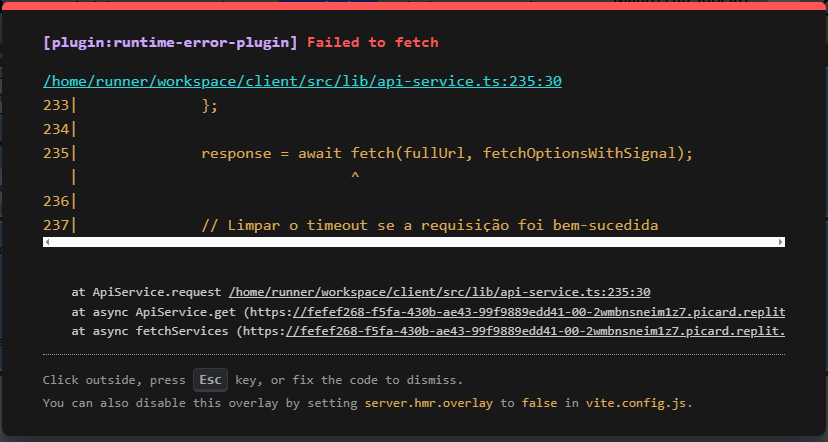 [plugin:runtime-error-plugin] Failed to fetch
/home/runner/workspace/client/src/lib/api-service.ts:235:30
233| };
234|
235| response = await fetch(fullUrl, fetchOptionsWithSignal);
| ^
236|
237| // Limpar o timeout se a requisição foi bem-sucedida
at ApiService.request /home/runner/workspace/client/src/lib/api-service.ts:235:30
at async ApiService.get (https://fefef268-f5fa-430b-ae43-99f9889edd41-00-2wmbnsneim1z7.picard.replit
at async fetchServices (https://fefef268-f5fa-430b-ae43-99f9889edd41-00-2wmbnsneim1z7.picard.replit.
Click outside, press Esc key, or fix the code to dismiss.
You can also disable this overlay by setting server.hmr.overlay to false in vite.config.js.